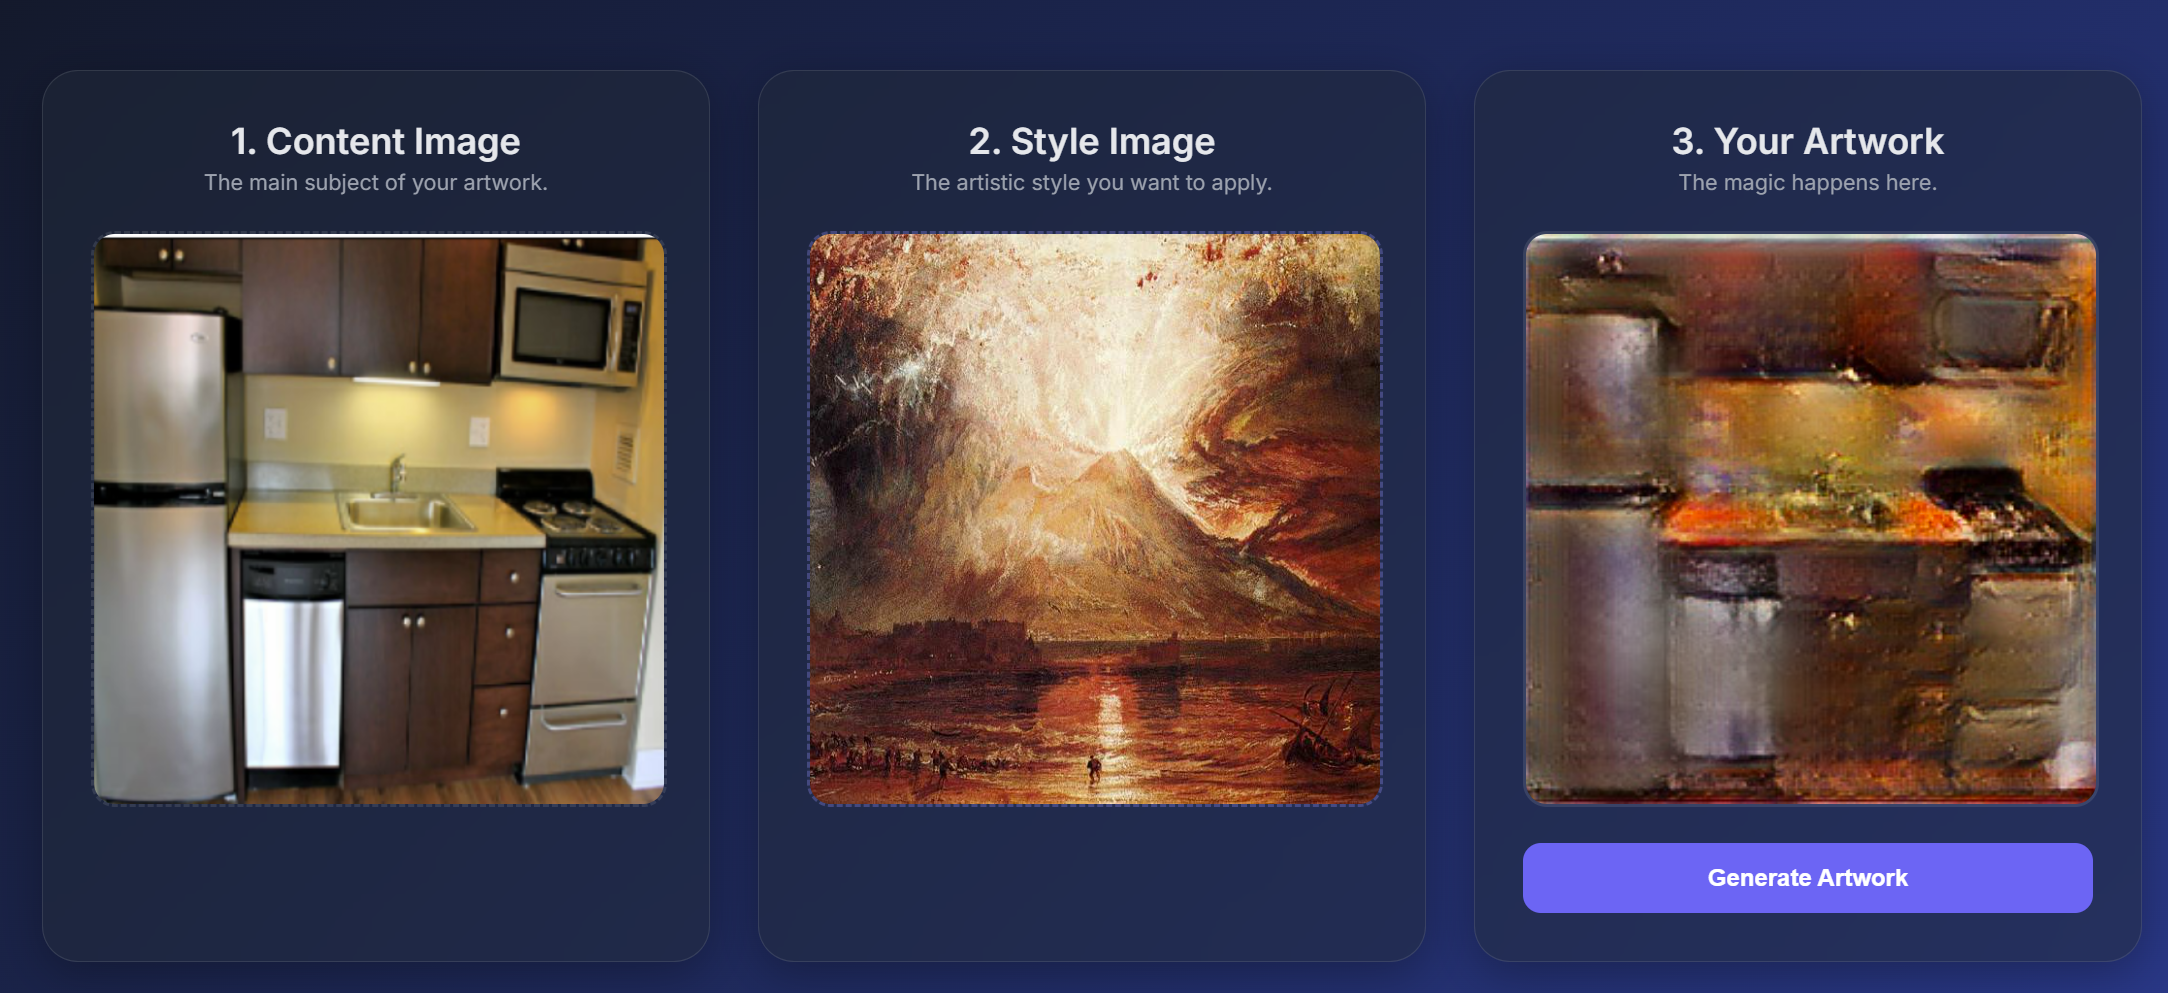 1. Content Image
The main subject of your artwork.
2. Style Image
The artistic style you want to apply.
3. Your Artwork
The magic happens here.
Generate Artwork